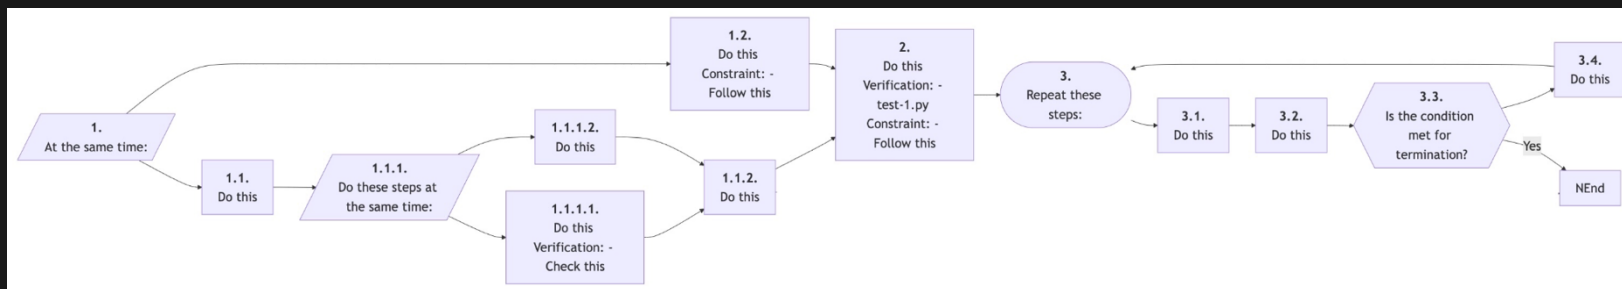 1.
At the same time:
1.1.
Do this
1.1.1.
Do these steps at
the same time:
1.1.1.2.
Do this
1.1.1.1.
Do this
Verification: -
Check this
1.1.2.
Do this
1.2.
Do this
Constraint: -
Follow this
2.
Do this
Verification: -
test-1.py
Constraint: -
Follow this
3.
Repeat these
steps:
3.1.
Do this
3.2.
Do this
3.3.
Is the condition
met for
termination?
3.4.
Do this
Yes
NEnd